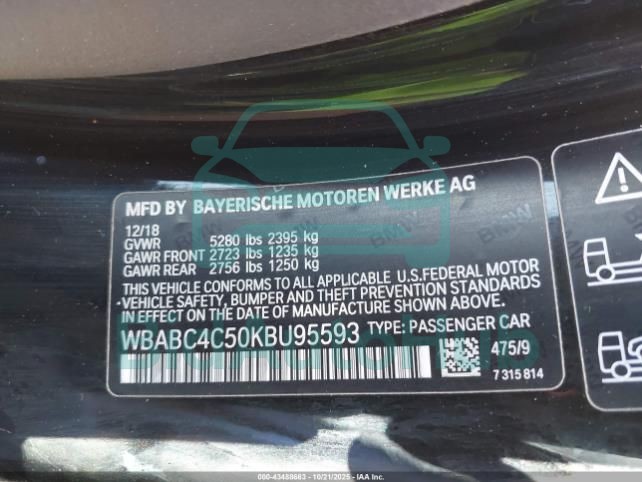 MFD BY BAYERISCHE MOTOREN WERKE AG
12/18
GVWR 5280 lbs 2395 kg
GAWR FRONT 2723 lbs 1235 kg
GAWR REAR 2756 lbs 1250 kg
THIS VEHICLE CONFORMS TO ALL APPLICABLE U.S.FEDERAL MOTOR
VEHICLE SAFETY, BUMPER AND THEFT PREVENTION STANDARDS
IN EFFECT ON THE DATE OF MANUFACTURE SHOWN ABOVE.
WBABC4C50KBU95593 TYPE: PASSENGER CAR
475/9
7 315 814
BMW
BMW
080-43488663 - 10/21/2025 - IAA Inc.